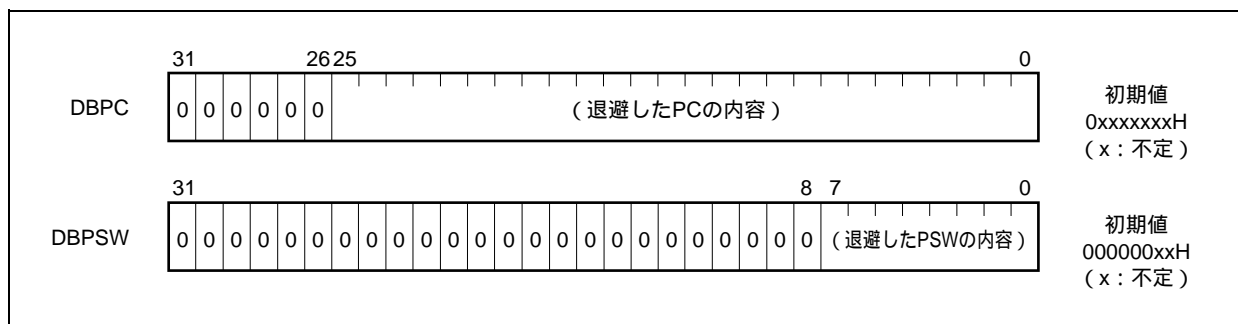 31 26 25 0
DBPC 0 0 0 0 0 0 （退避したPCの内容） 初期値
0xxxxxxxH
（x：不定）
31 8 7 0
DBPSW 0 0 0 0 0 0 0 0 0 0 0 0 0 0 0 0 0 0 0 0 0 0 0 0 （退避したPSWの内容） 初期値
000000xxH
（x：不定）